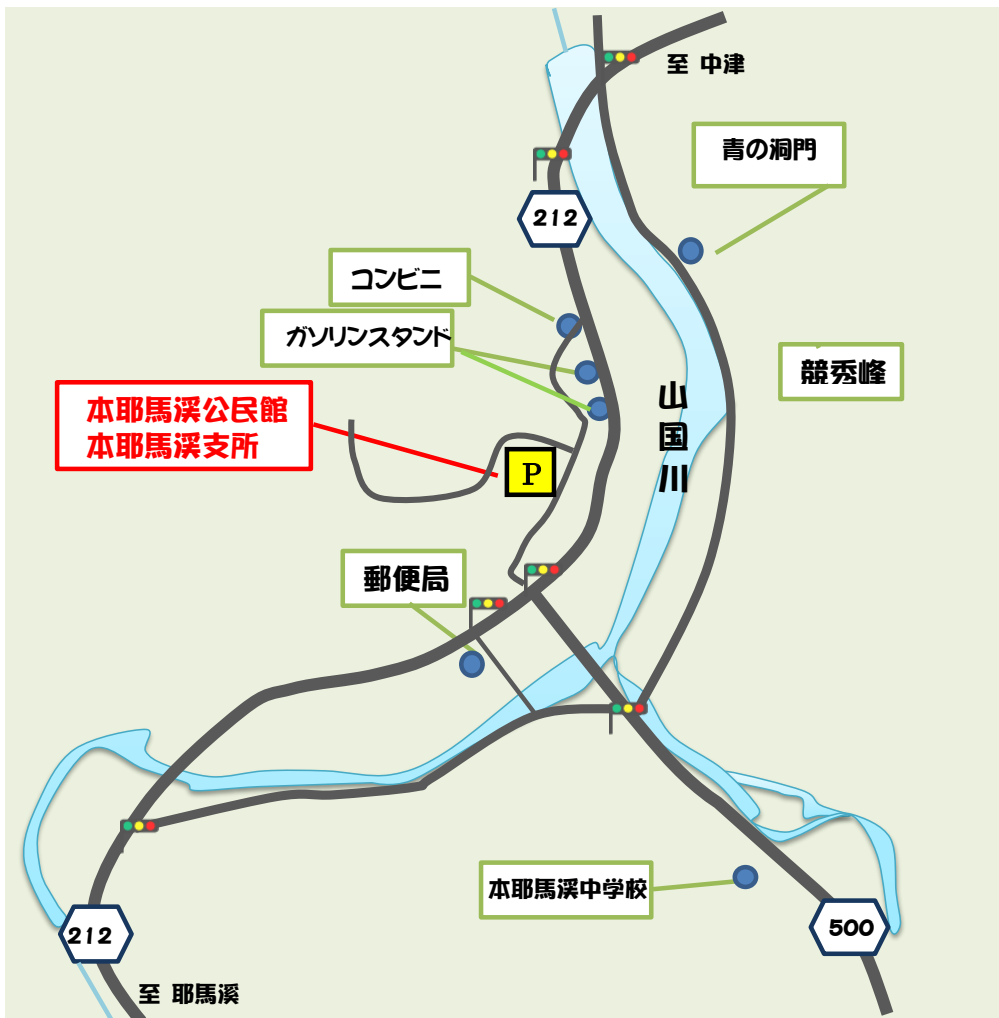 至 中津
青の洞門
212
コンビニ
ガソリンスタンド
競秀峰
本耶馬渓公民館
本耶馬渓支所
山国川
P
郵便局
本耶馬渓中学校
500
212
至 耶馬渓